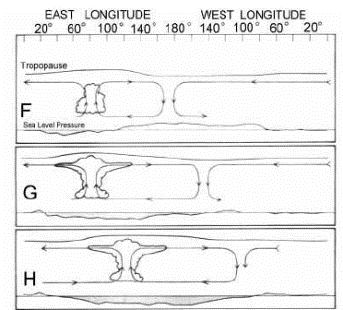 EAST LONGITUDE WEST LONGITUDE
20° 60° 100° 140° 180° 140° 100° 60° 20°
Tropopause
F
Sea Level Pressure
G
H